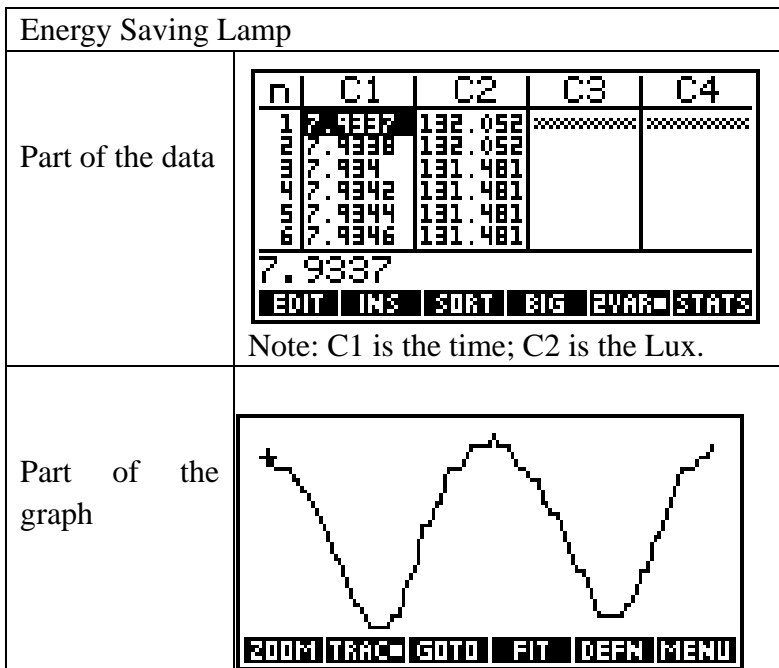 Energy Saving Lamp
Part of the data
n C1 C2 C3 C4
1 7.9337 132.052
2 7.9338 132.052
3 7.934 131.481
4 7.9342 131.481
5 7.9344 131.481
6 7.9346 131.481
7.9337
EDIT INS SORT BIG 2VAR▪ STATS
Note: C1 is the time; C2 is the Lux.
Part of the
graph
ZOOM TRAC▪ GOTO FIT DEFN MENU